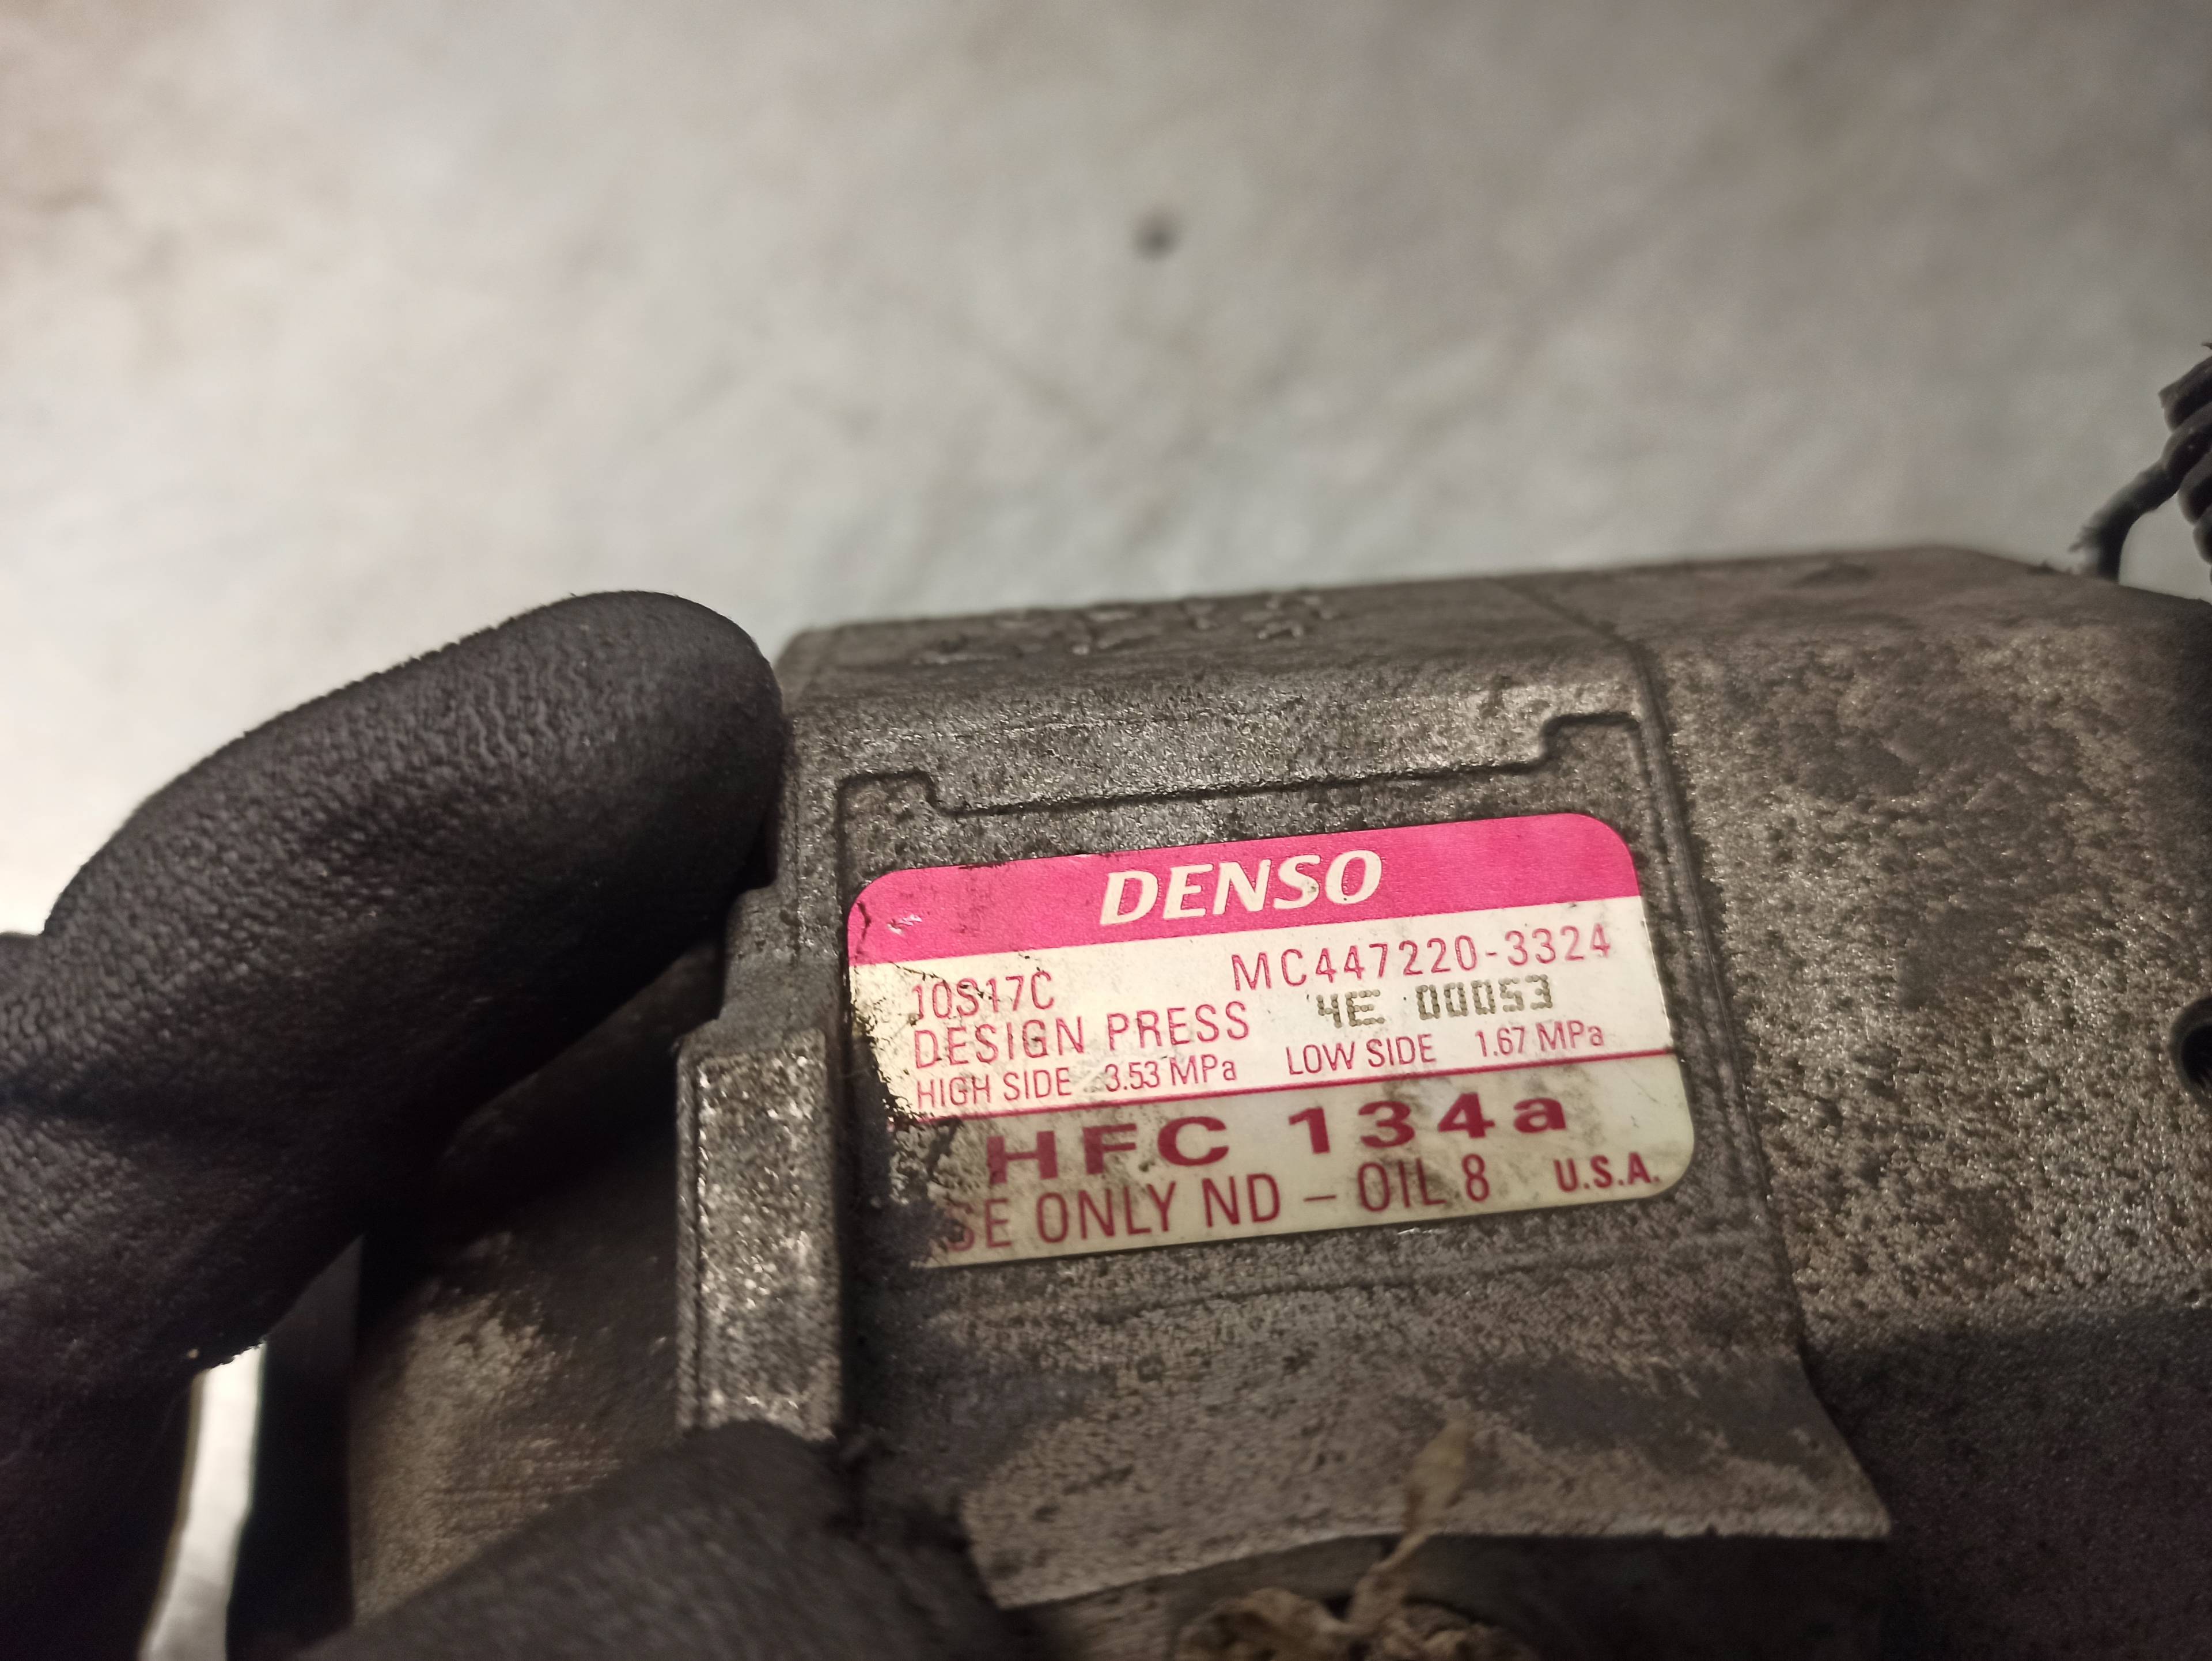 DENSO
10S17C MC447220-3324
DESIGN PRESS 4E 00053
HIGH SIDE 3.53 MPa LOW SIDE 1.67 MPa
HFC 134a
SE ONLY ND - OIL 8 U.S.A.